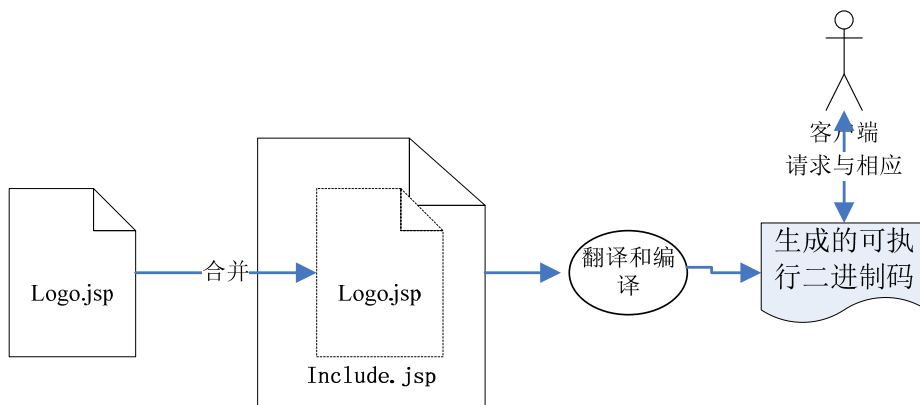 客户端
请求与相应
生成的可执
行二进制码
合并
翻译和编
译
Logo.jsp
Logo.jsp
Include.jsp